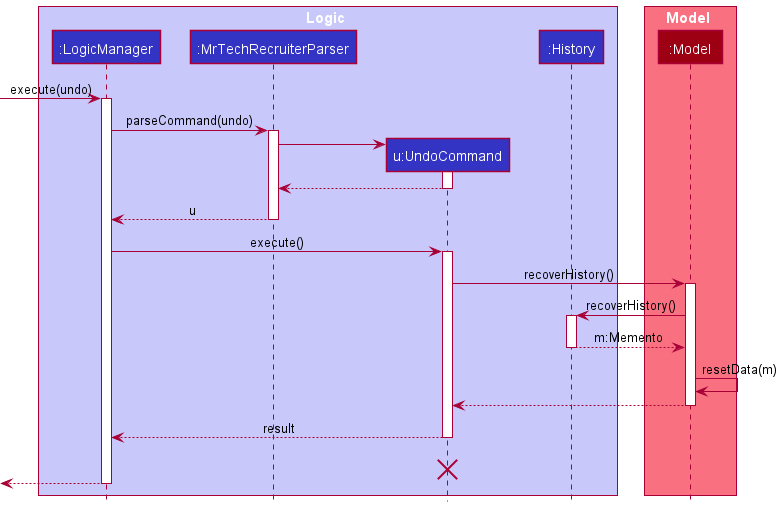 Logic
Model
:LogicManager
:MrTechRecruiterParser
:History
:Model
execute(undo)
parseCommand(undo)
u:UndoCommand
u
execute()
recoverHistory()
recoverHistory()
m:Memento
resetData(m)
result